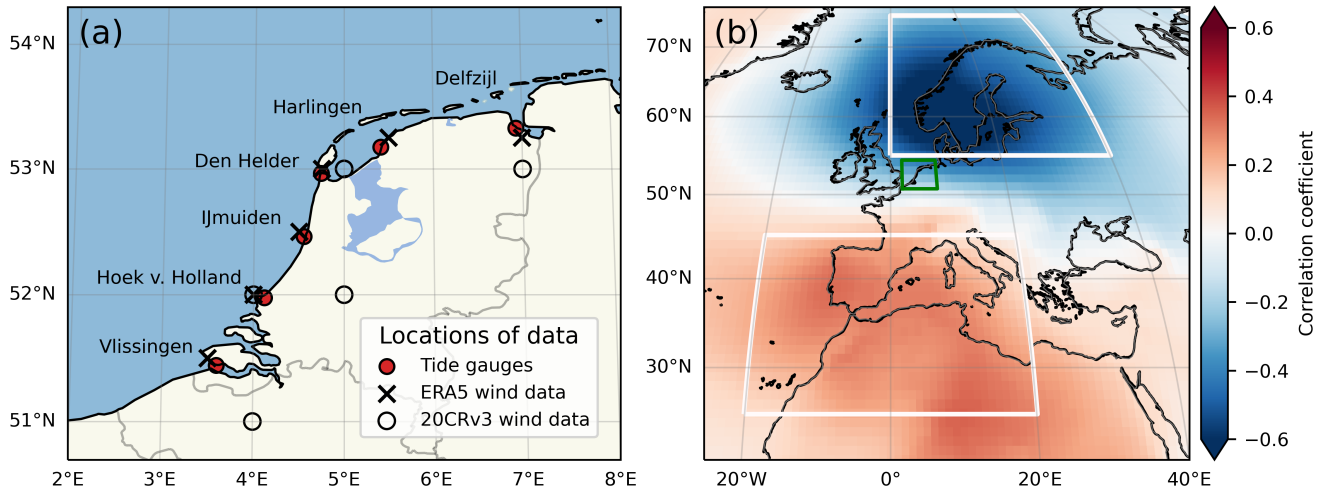 (a)
54°N
53°N
52°N
51°N
2°E
3°E
4°E
5°E
6°E
7°E
8°E
Delfzijl
Harlingen
Den Helder
IJmuiden
Hoek v. Holland
Vlissingen
Locations of data
Tide gauges
ERA5 wind data
20CRv3 wind data
(b)
70°N
60°N
50°N
40°N
30°N
20°W
0°
20°E
40°E
0.6
0.4
0.2
0.0
−0.2
−0.4
−0.6
Correlation coefficient